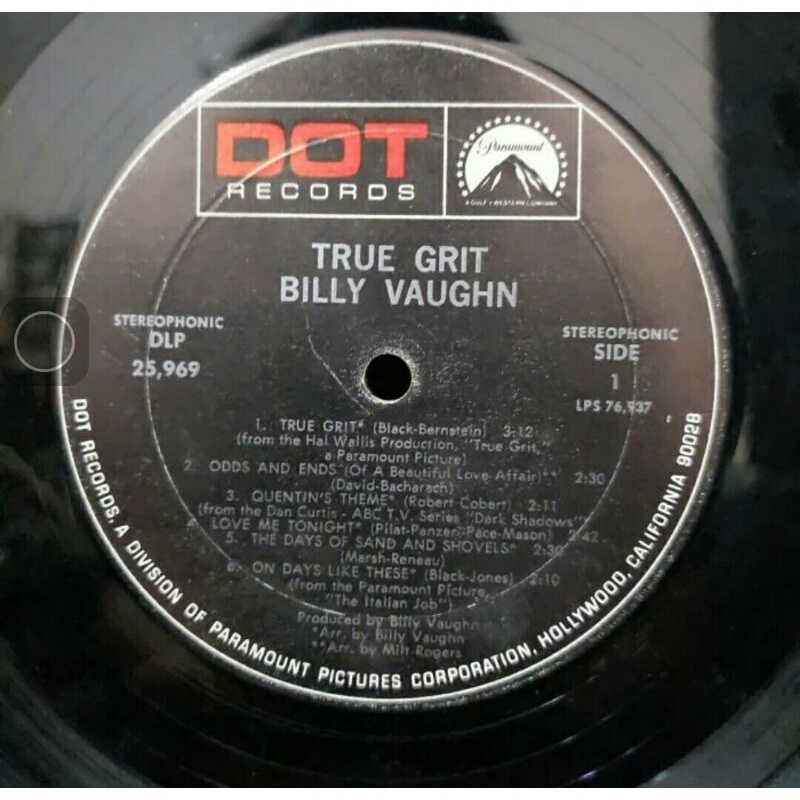 DOT
RECORDS
Paramount
A GULF + WESTERN COMPANY
TRUE GRIT
BILLY VAUGHN
STEREOPHONIC
DLP
25,969
STEREOPHONIC
SIDE
1
LPS 76,937
1. TRUE GRIT* (Black-Bernstein) 3:12
(from the Hal Wallis Production, "True Grit,
a Paramount Picture)
2. ODDS AND ENDS (Of A Beautiful Love Affair)** 2:30
(David-Bacharach)
3. QUENTIN'S THEME* (Robert Cobert) 2:11
(from the Dan Curtis - ABC T.V. Series "Dark Shadows")
4. LOVE ME TONIGHT* (Pilat-Panzeri-Pace-Mason) 2:42
5. THE DAYS OF SAND AND SHOVELS* 2:30
(Marsh-Reneau)
6. ON DAYS LIKE THESE* (Black-Jones) 2:10
(from the Paramount Picture,
"The Italian Job")
Produced by Billy Vaughn
*Arr. by Billy Vaughn
**Arr. by Milt Rogers
DOT RECORDS, A DIVISION OF PARAMOUNT PICTURES CORPORATION, HOLLYWOOD, CALIFORNIA 90028